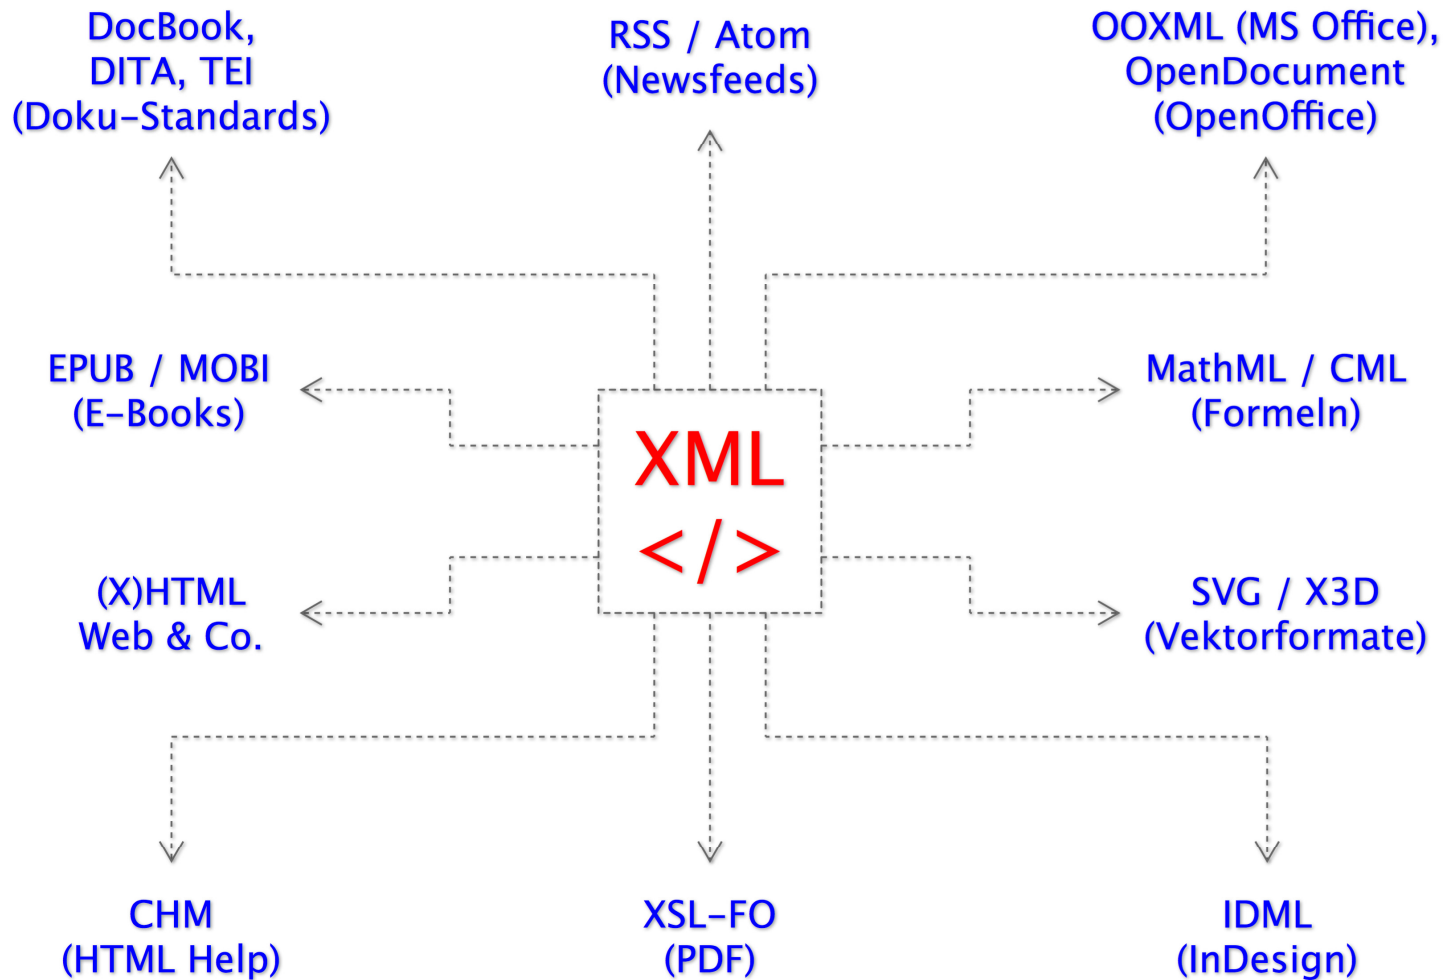 DocBook,
DITA, TEI
(Doku-Standards)
RSS / Atom
(Newsfeeds)
OOXML (MS Office),
OpenDocument
(OpenOffice)
EPUB / MOBI
(E-Books)
XML
</>
MathML / CML
(Formeln)
(X)HTML
Web & Co.
SVG / X3D
(Vektorformate)
CHM
(HTML Help)
XSL-FO
(PDF)
IDML
(InDesign)